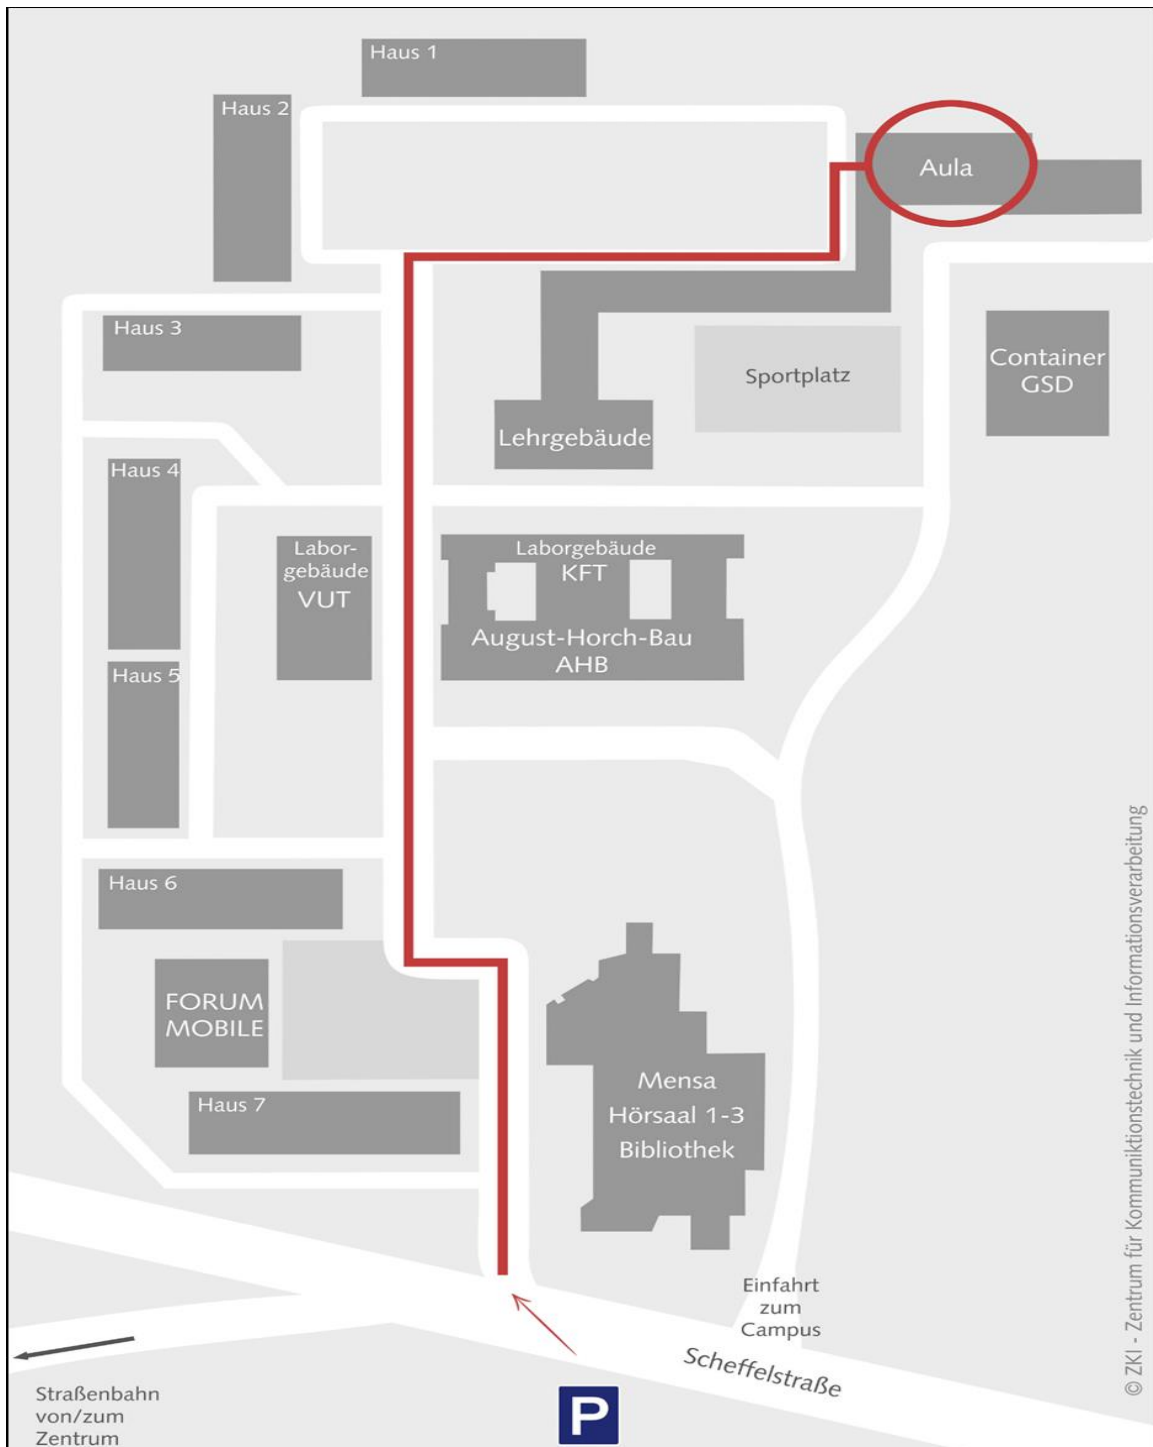 Haus 1
Haus 2
Aula
Haus 3
Container
GSD
Sportplatz
Lehrgebäude
Haus 4
Labor-
gebäude
VUT
Laborgebäude
KFT
August-Horch-Bau
AHB
Haus 5
Haus 6
FORUM
MOBILE
Mensa
Hörsaal 1-3
Bibliothek
Haus 7
Einfahrt
zum
Campus
Scheffelstraße
Straßenbahn
von/zum
Zentrum
P
© ZKI - Zentrum für Kommuniktionstechnik und Informationsverarbeitung